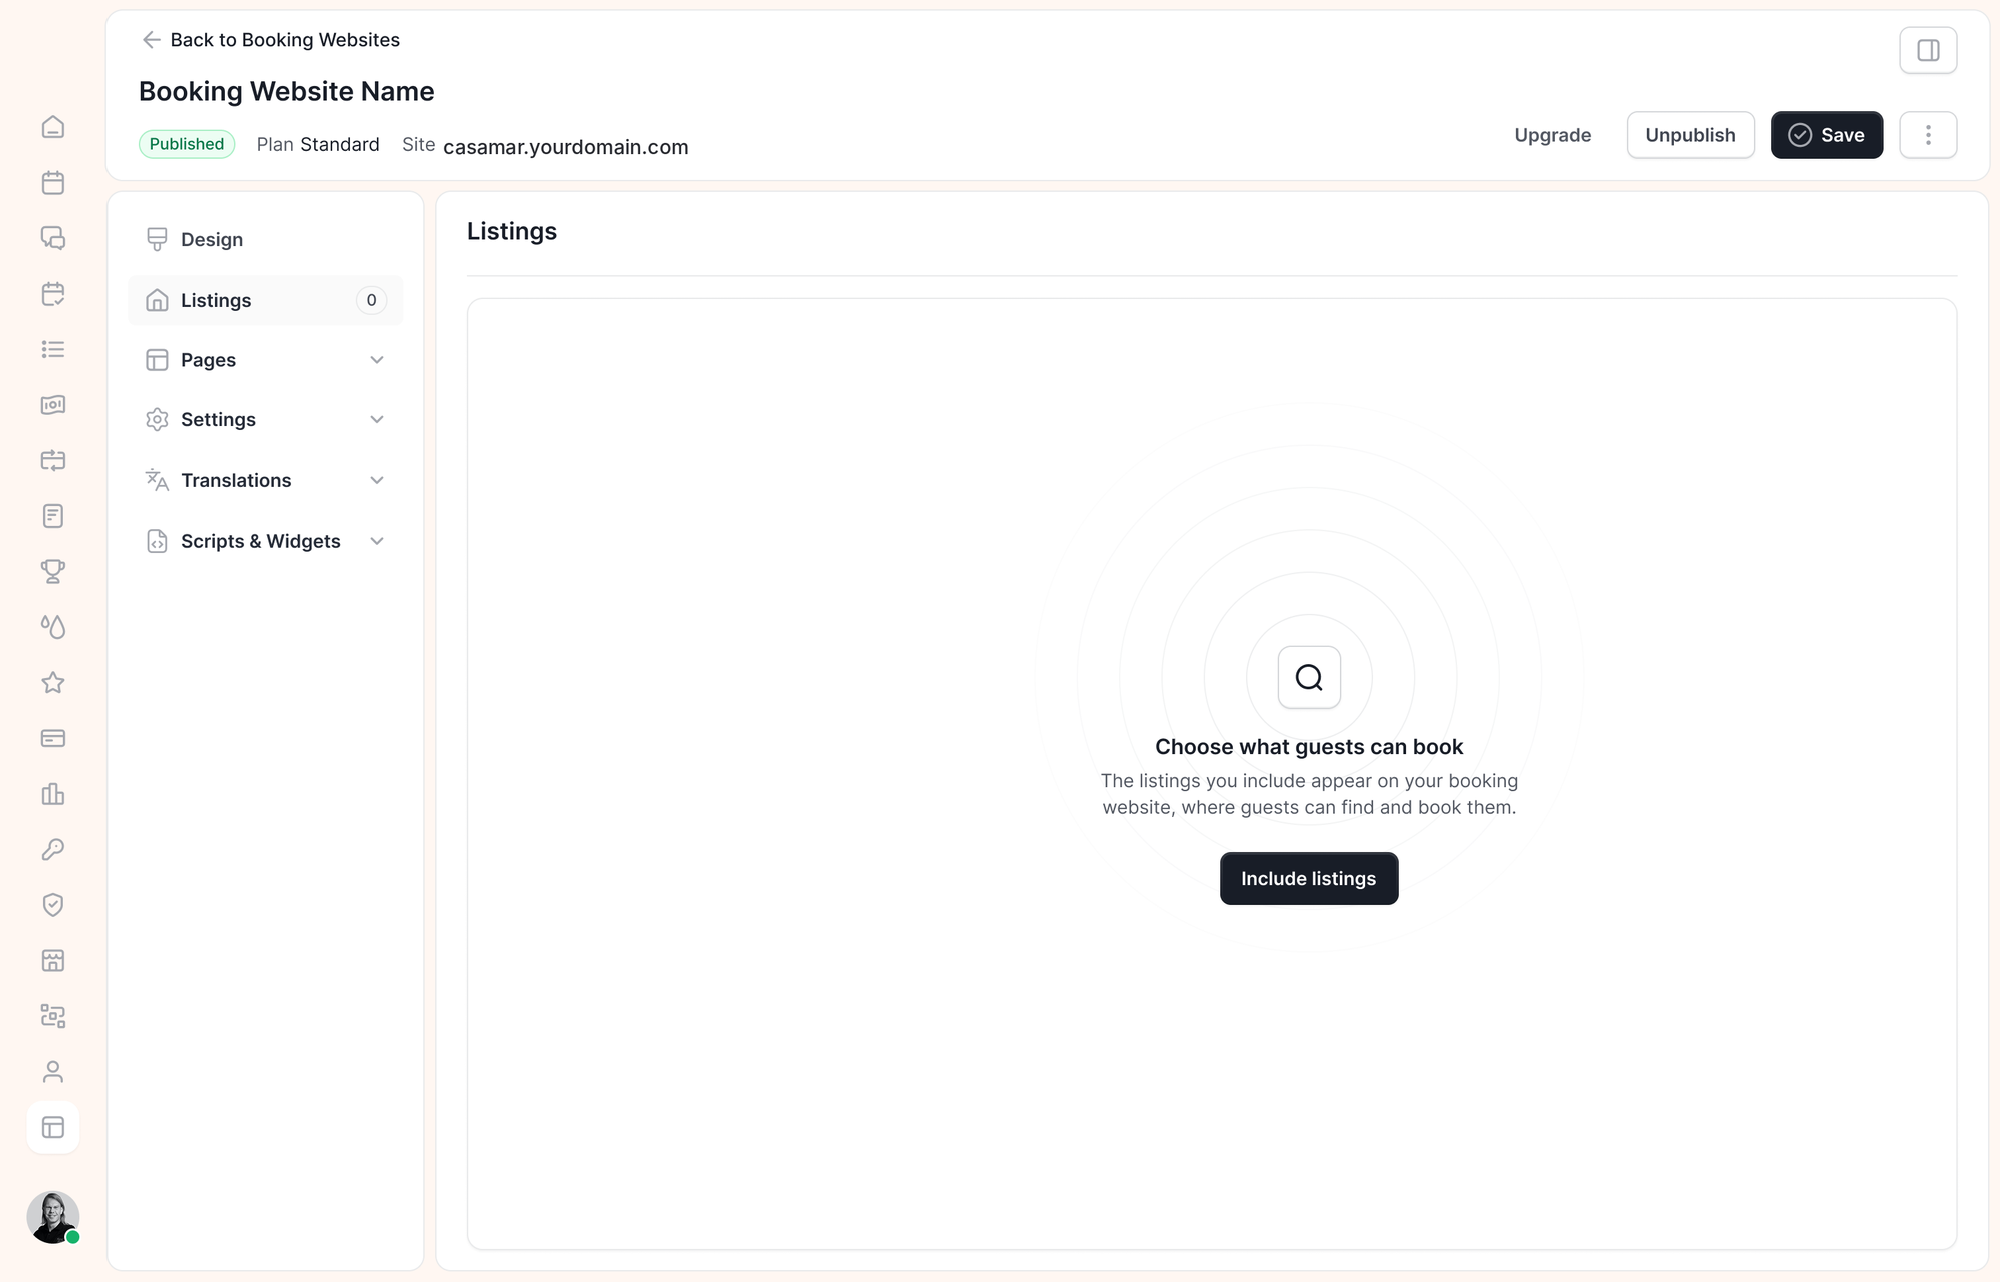 Back to Booking Websites
Booking Website Name
Published Plan Standard Site casamar.yourdomain.com
Upgrade Unpublish Save
Design
Listings 0
Pages
Settings
Translations
Scripts & Widgets
Listings
Choose what guests can book
The listings you include appear on your booking
website, where guests can find and book them.
Include listings